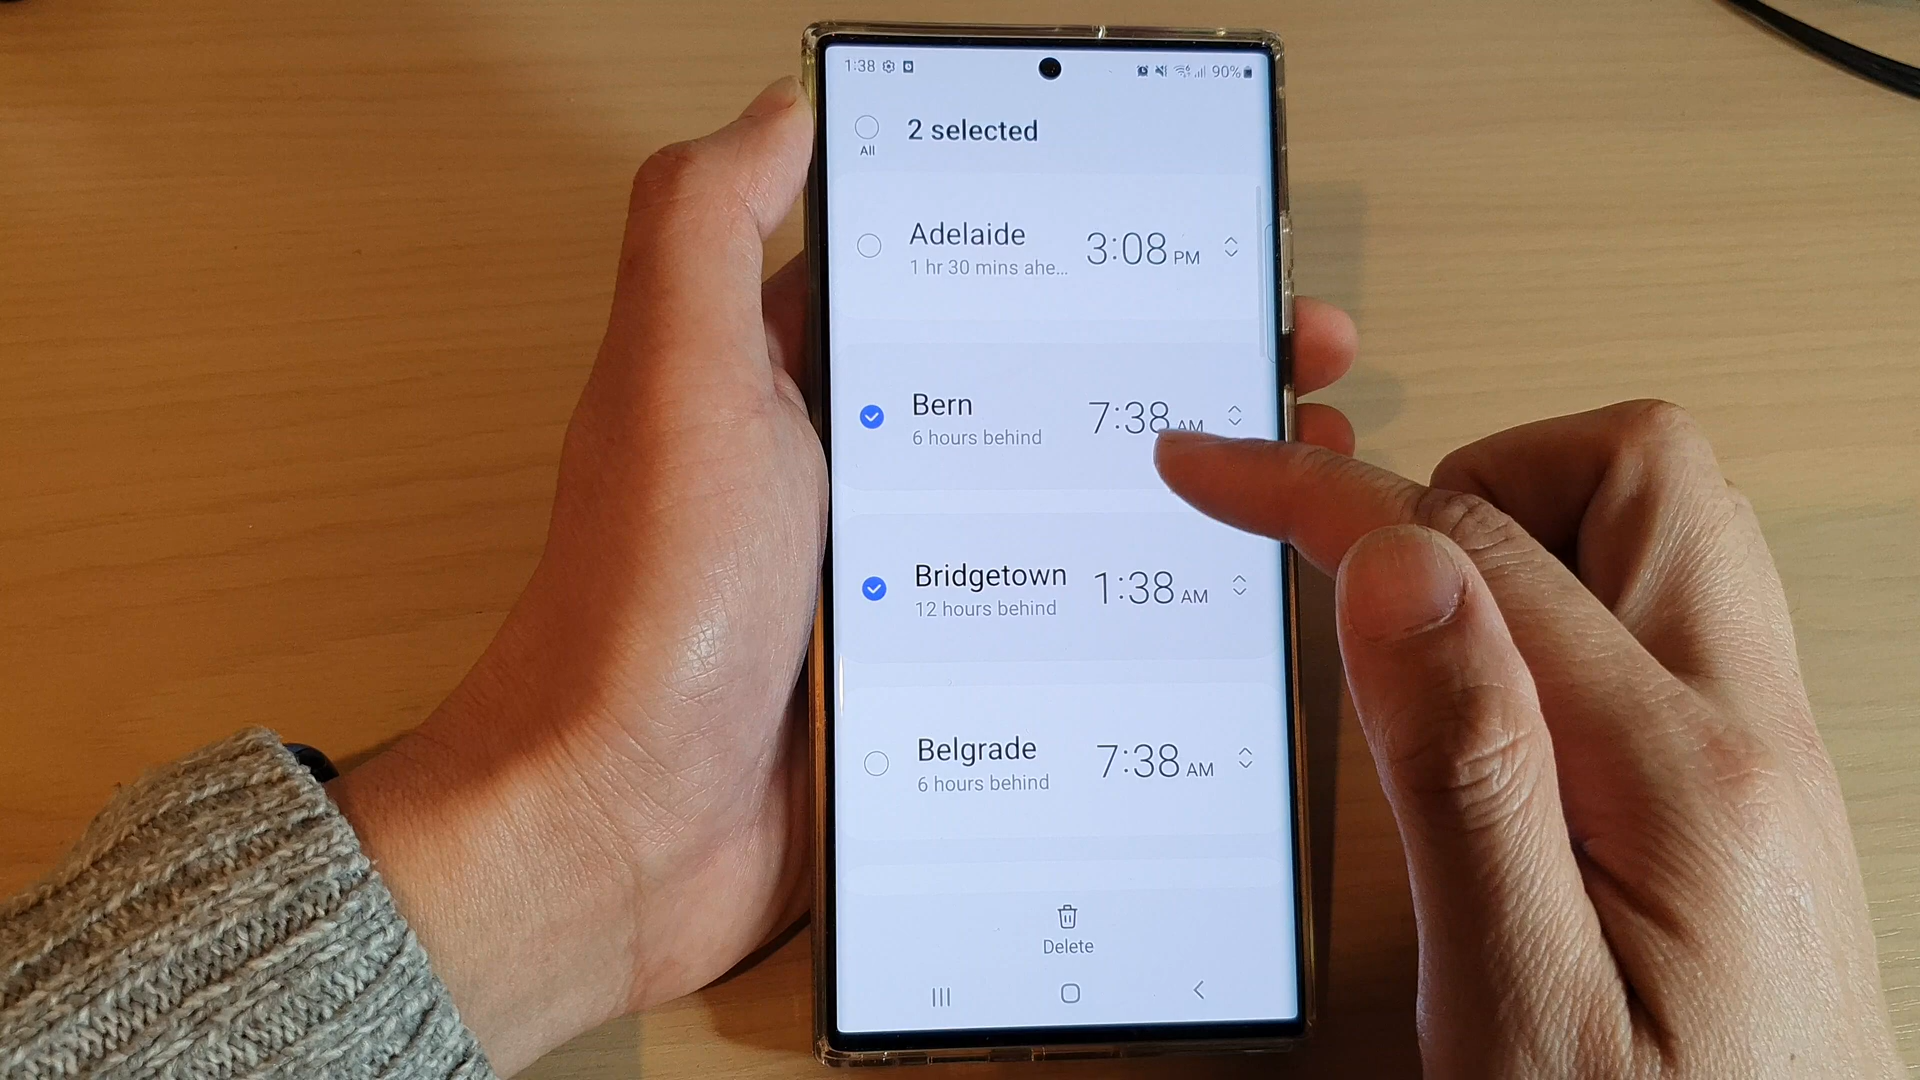 1:38 90%
2 selected
All
Adelaide 3:08 PM
1 hr 30 mins ahe...
Bern 7:38 AM
6 hours behind
Bridgetown 1:38 AM
12 hours behind
Belgrade 7:38 AM
6 hours behind
Delete